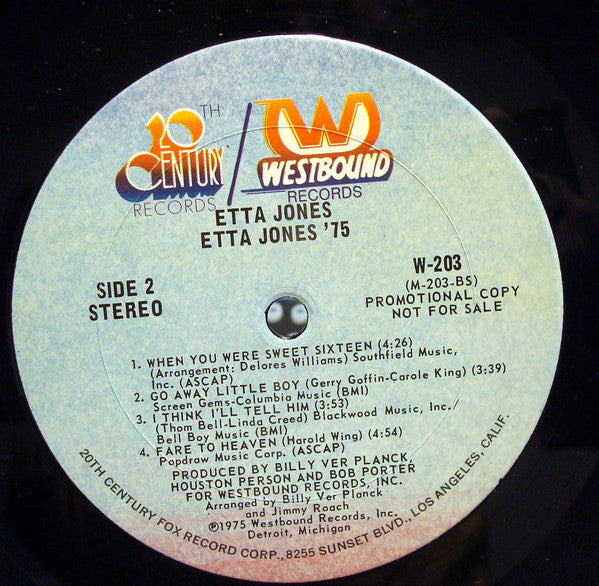 20TH
CENTURY
RECORDS
W
WESTBOUND
RECORDS
ETTA JONES
ETTA JONES '75
SIDE 2
STEREO
W-203
(M-203-BS)
PROMOTIONAL COPY
NOT FOR SALE
1. WHEN YOU WERE SWEET SIXTEEN (4:26)
(Arrangement: Delores Williams) Southfield Music,
Inc. (ASCAP)
2. GO AWAY LITTLE BOY (Gerry Goffin-Carole King) (3:39)
Screen Gems-Columbia Music (BMI)
3. I THINK I'LL TELL HIM (3:53)
(Thom Bell-Linda Creed) Blackwood Music, Inc./
Bell Boy Music (BMI)
4. FARE TO HEAVEN (Harold Wing) (4:54)
Popdraw Music Corp. (ASCAP)
PRODUCED BY BILLY VER PLANCK,
HOUSTON PERSON AND BOB PORTER
FOR WESTBOUND RECORDS, INC.
Arranged by Billy Ver Planck
and Jimmy Roach
℗1975 Westbound Records, Inc.
Detroit, Michigan
20TH CENTURY FOX RECORD CORP., 8255 SUNSET BLVD., LOS ANGELES, CALIF.